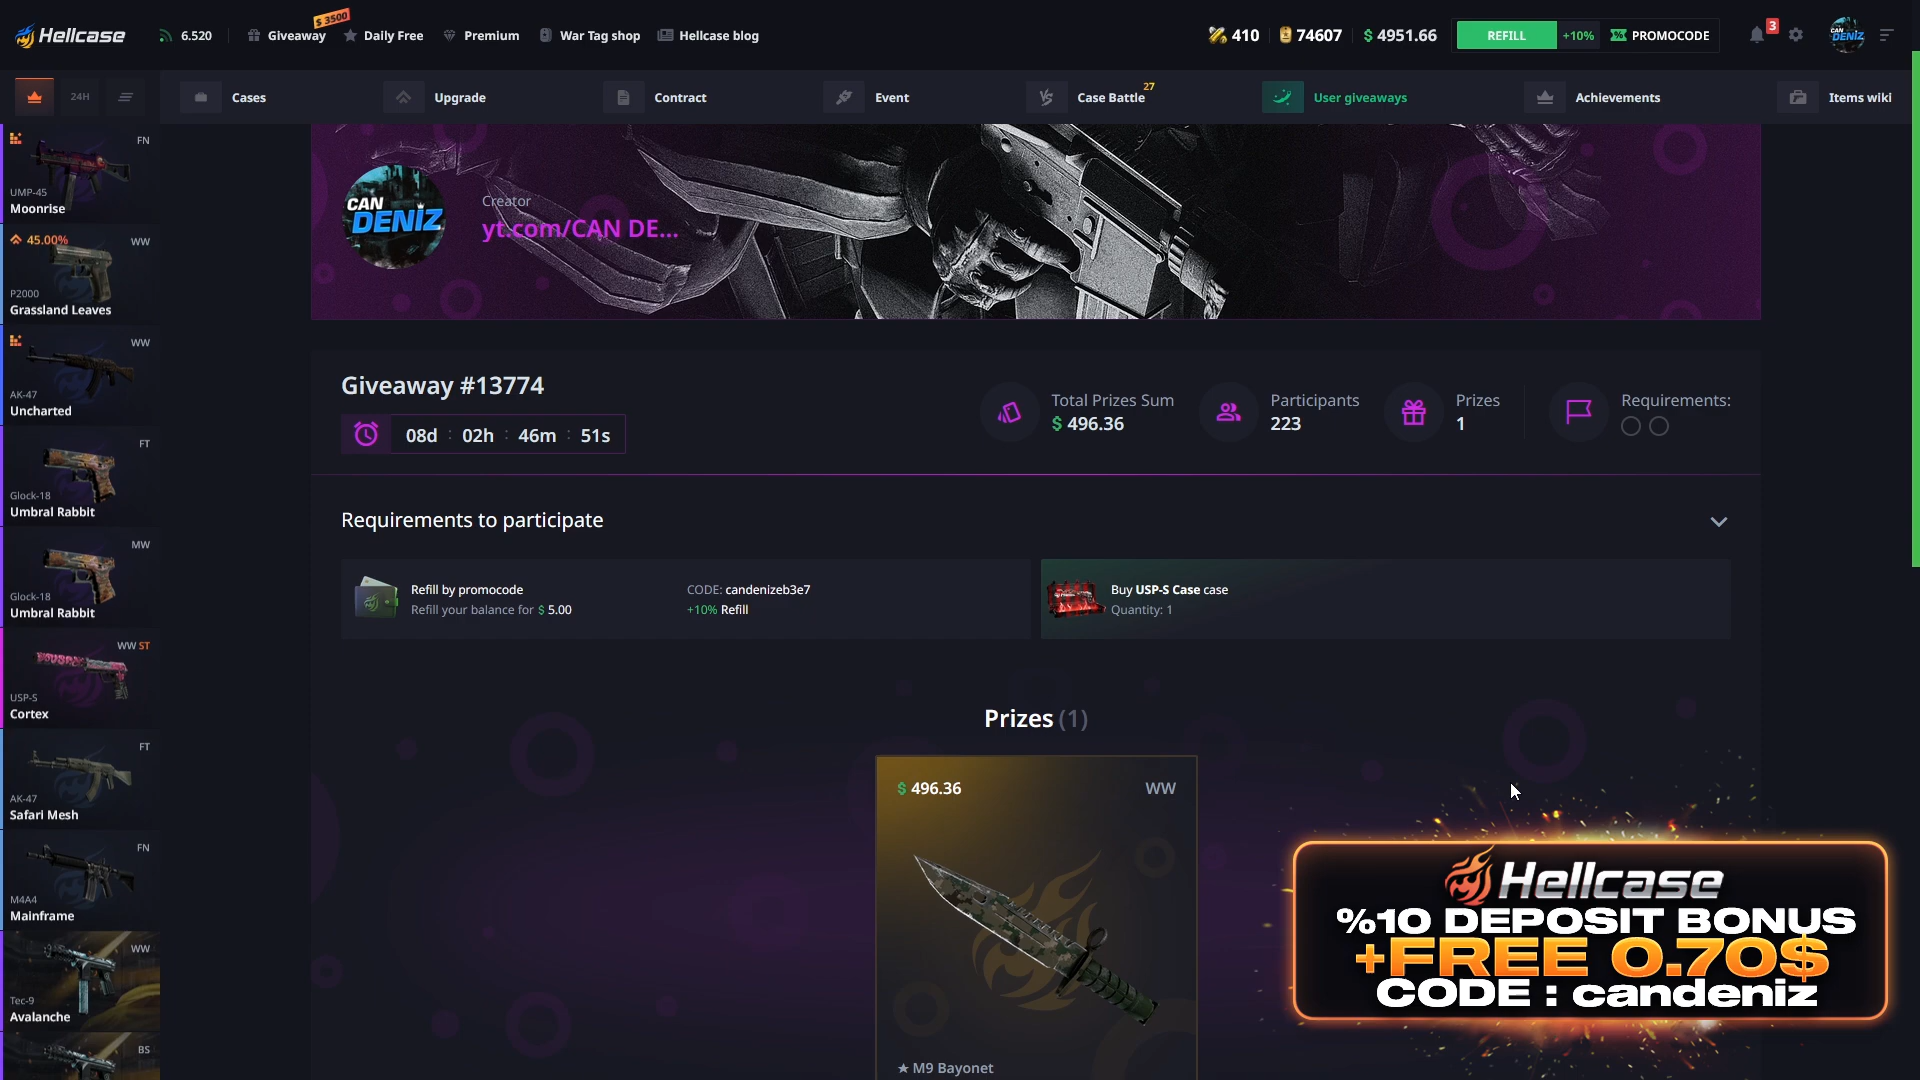 Hellcase
6.520
Giveaway
$ 3500
Daily Free
Premium
War Tag shop
Hellcase blog
410
74607
$ 4951.66
REFILL
+10%
PROMOCODE
3
CAN DENİZ
24H
Cases
Upgrade
Contract
Event
Case Battle
27
User giveaways
Achievements
Items wiki
FN
UMP-45
Moonrise
45.00%
WW
P2000
Grassland Leaves
WW
AK-47
Uncharted
FT
Glock-18
Umbral Rabbit
MW
Glock-18
Umbral Rabbit
WW ST
USP-S
Cortex
FT
AK-47
Safari Mesh
FN
M4A4
Mainframe
WW
Tec-9
Avalanche
BS
CAN
DENİZ
Creator
yt.com/CAN DE...
Giveaway #13774
08d : 02h : 46m : 51s
Total Prizes Sum
$ 496.36
Participants
223
Prizes
1
Requirements:
Requirements to participate
Refill by promocode
Refill your balance for $ 5.00
CODE: candenizeb3e7
+10% Refill
Buy USP-S Case case
Quantity: 1
Prizes (1)
$ 496.36
WW
★ M9 Bayonet
Hellcase
%10 DEPOSIT BONUS
+FREE 0.70$
CODE : candeniz